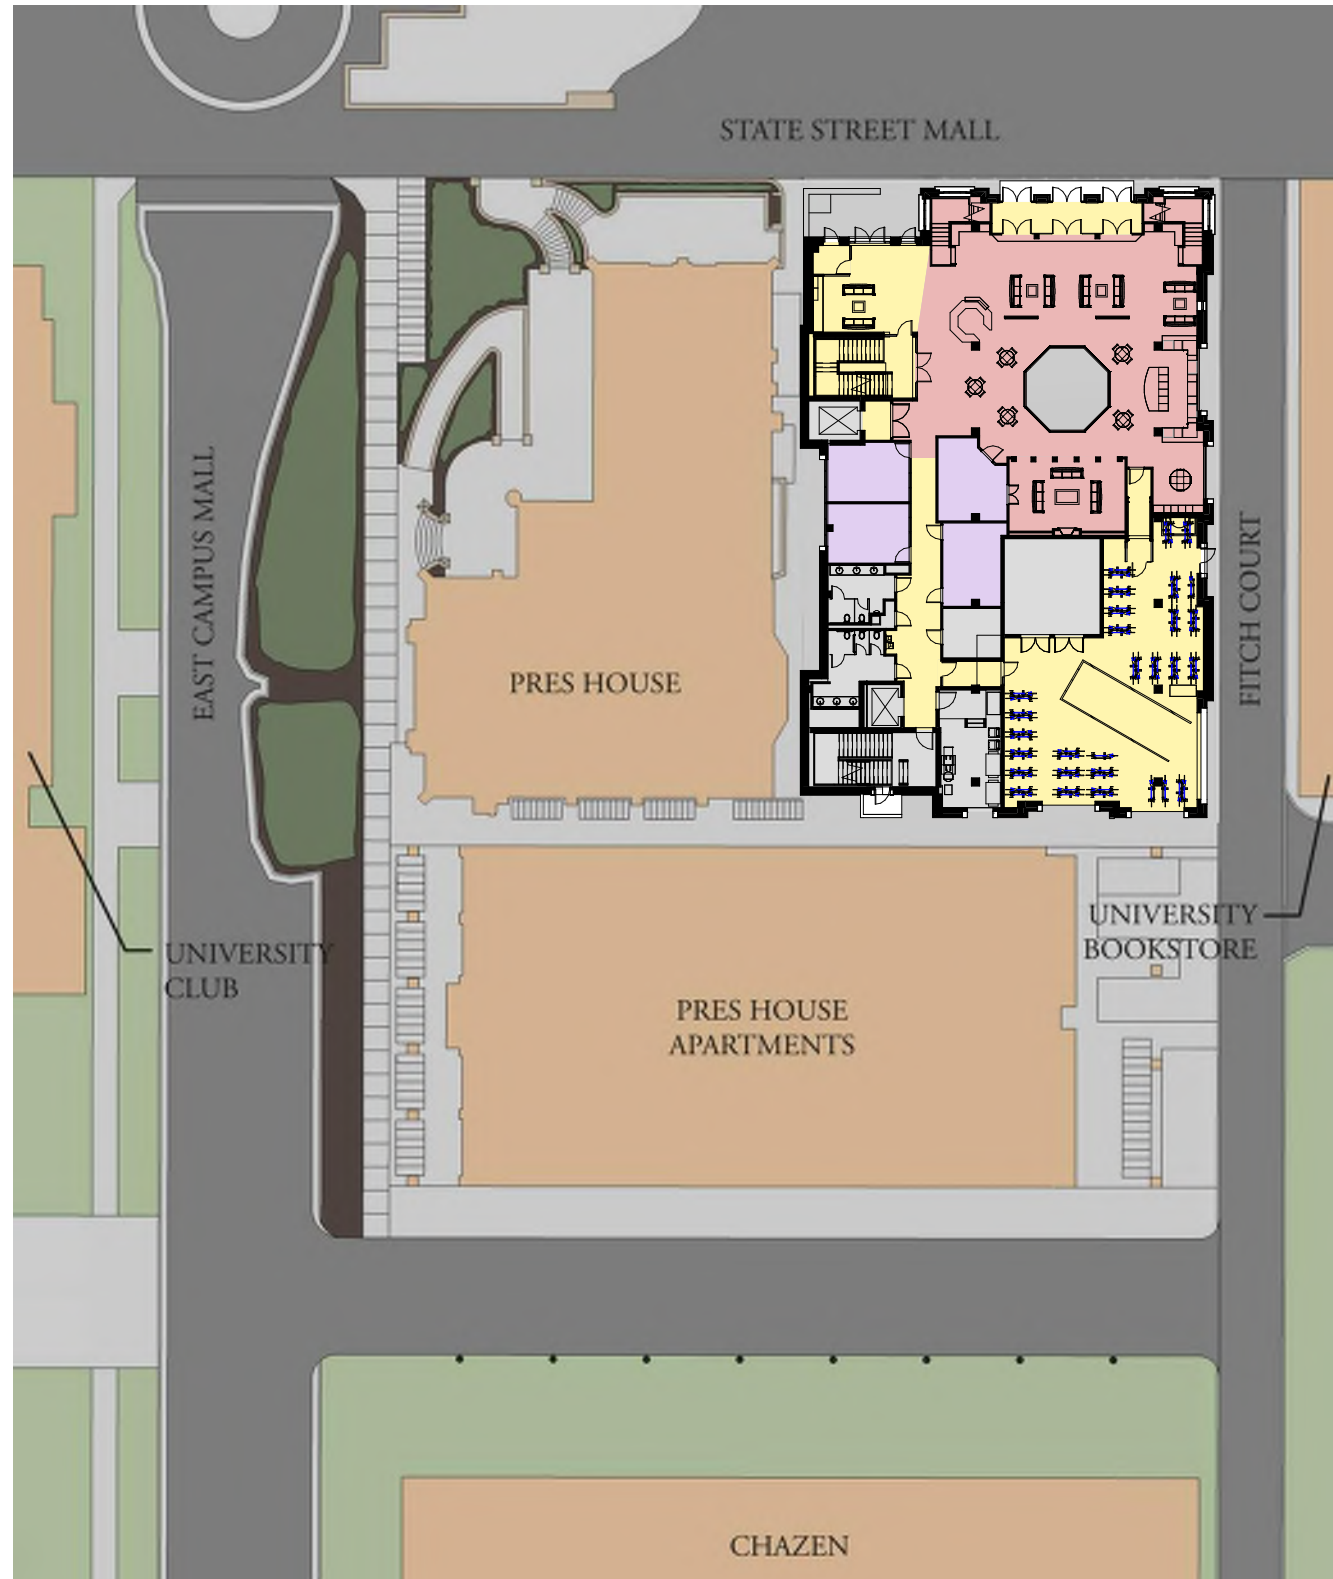 STATE STREET MALL
EAST CAMPUS MALL
FITCH COURT
PRES HOUSE
UNIVERSITY
BOOKSTORE
UNIVERSITY
CLUB
PRES HOUSE
APARTMENTS
CHAZEN